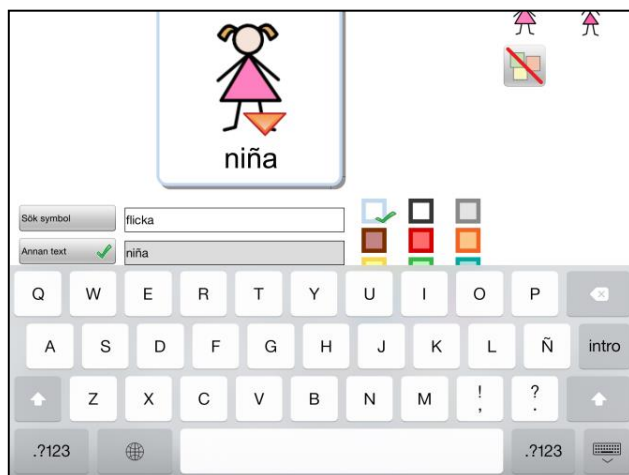 niña
Sök symbol flicka
Annan text niña
Q W E R T Y U I O P
A S D F G H J K L Ñ intro
Z X C V B N M ! , ? .
.?123 .?123